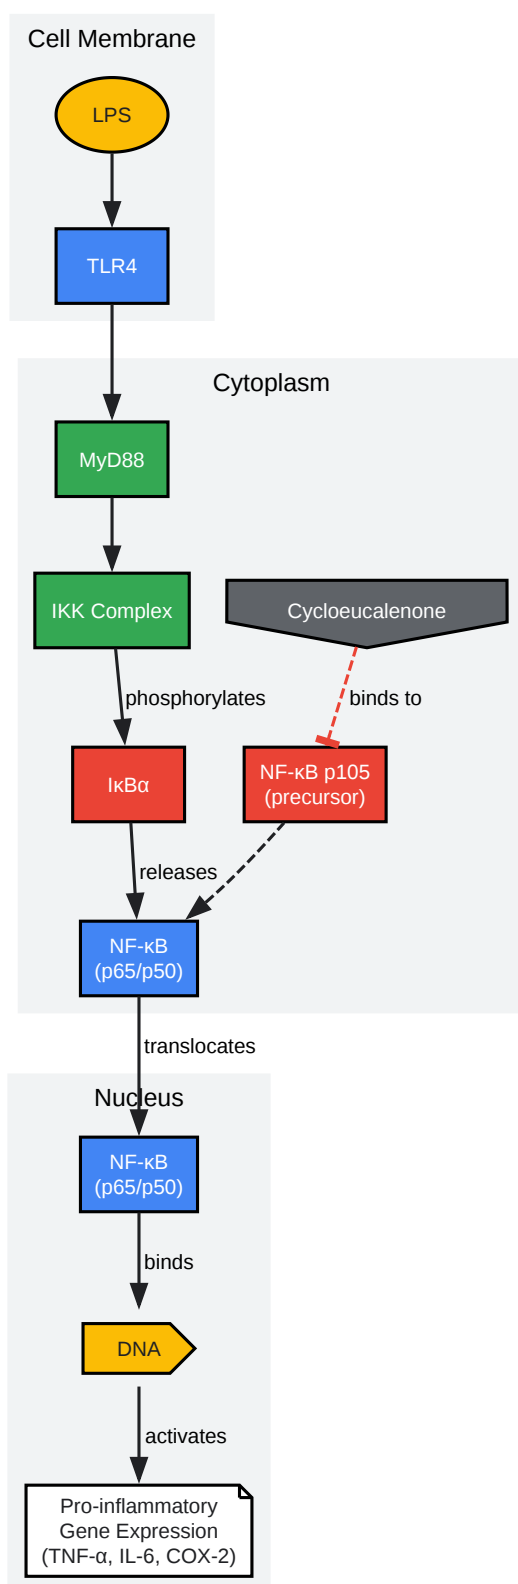 Cell Membrane
LPS
TLR4
Cytoplasm
MyD88
IKK Complex
Cycloeucalenone
phosphorylates
binds to
IκBα
NF-κB p105
(precursor)
releases
NF-κB
(p65/p50)
translocates
Nucleus
NF-κB
(p65/p50)
binds
DNA
activates
Pro-inflammatory
Gene Expression
(TNF-α, IL-6, COX-2)